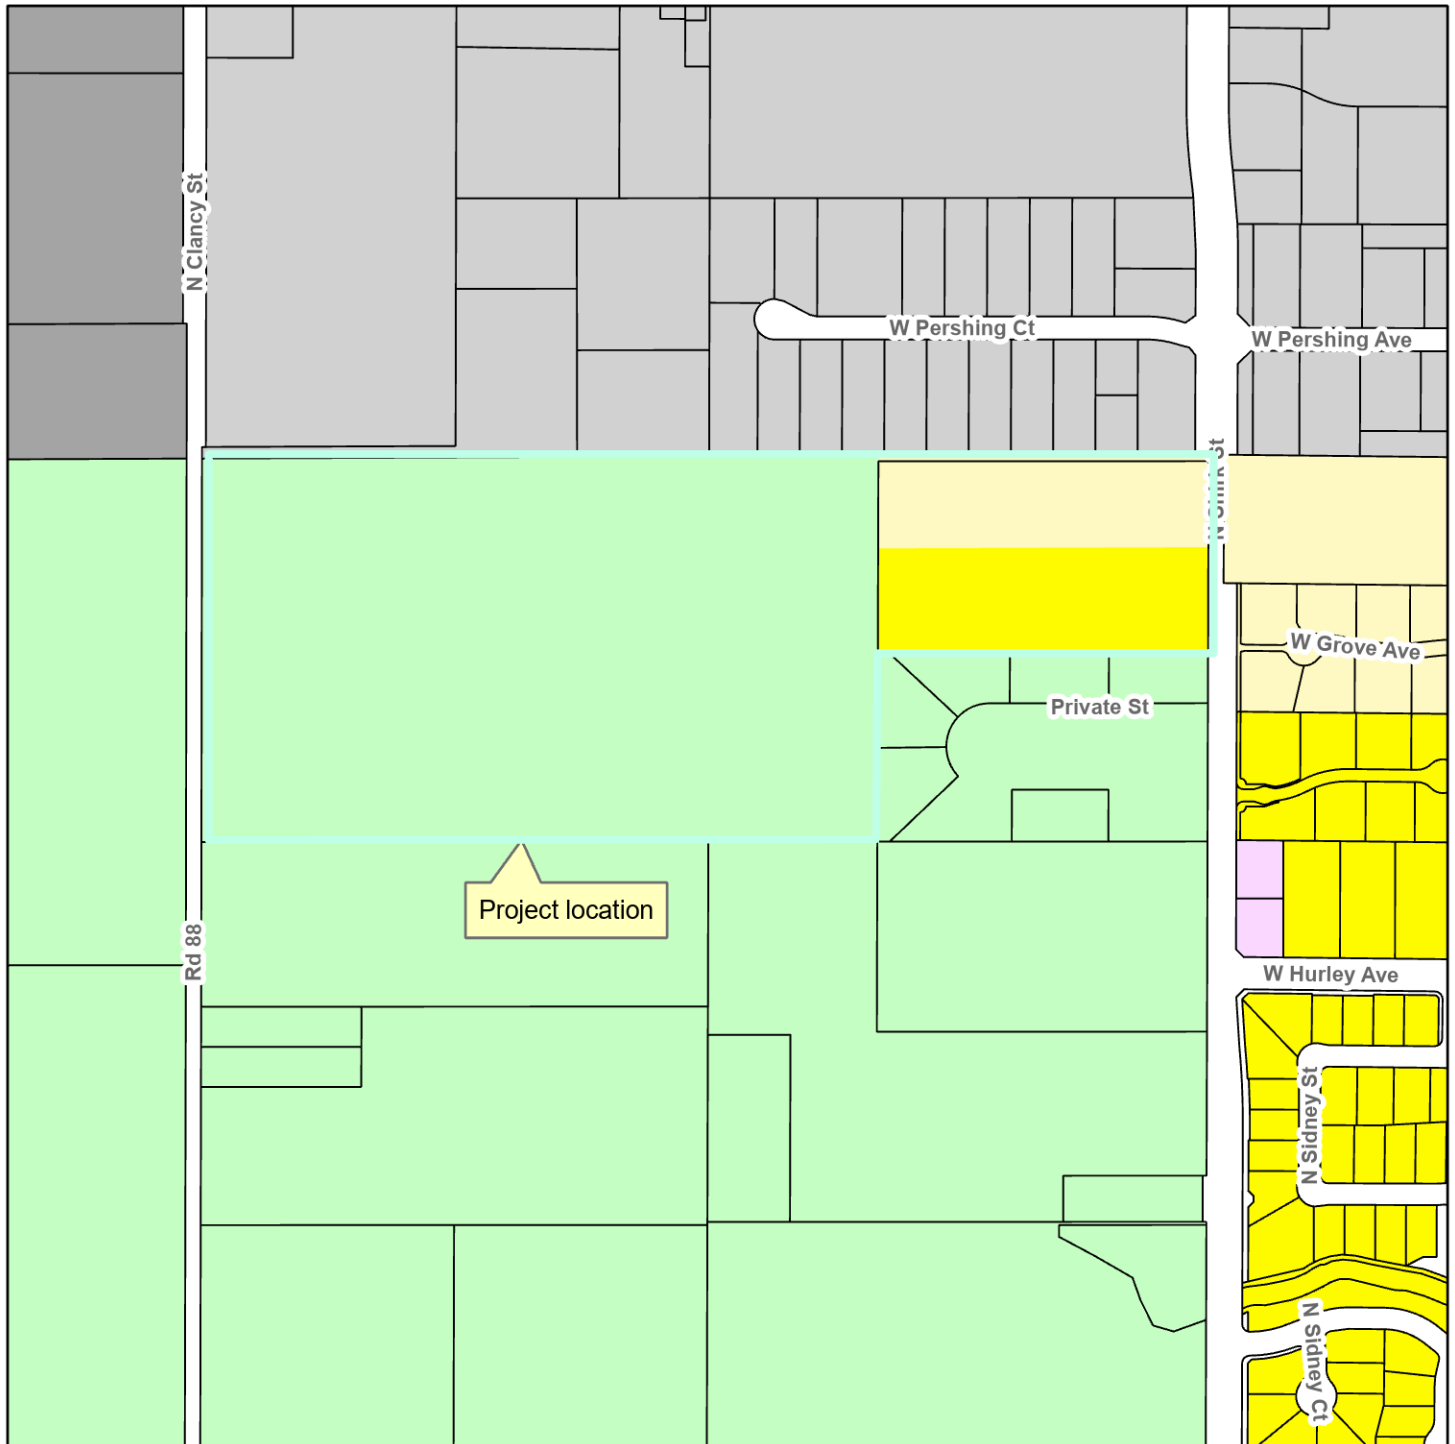 N Clancy St
W Pershing Ct
W Pershing Ave
W Grove Ave
Private St
Project location
Rd 88
W Hurley Ave
N Sidney St
N Sidney Ct